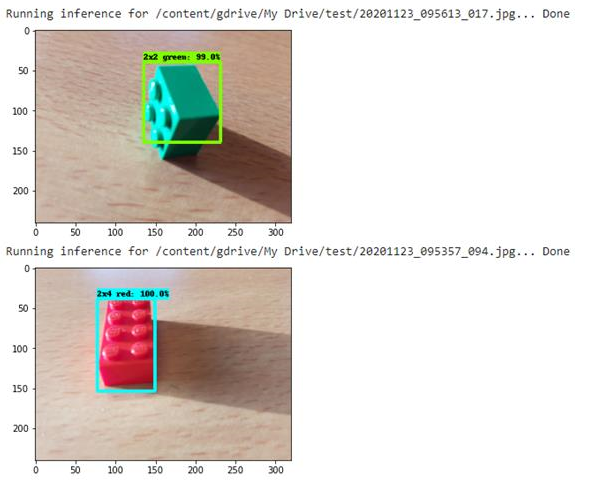 Running inference for /content/gdrive/My Drive/test/20201123_095613_017.jpg... Done
0
2x2 green: 99.0%
50
100
150
200
0 50 100 150 200 250 300
Running inference for /content/gdrive/My Drive/test/20201123_095357_094.jpg... Done
0
2x4 red: 100.0%
50
100
150
200
0 50 100 150 200 250 300